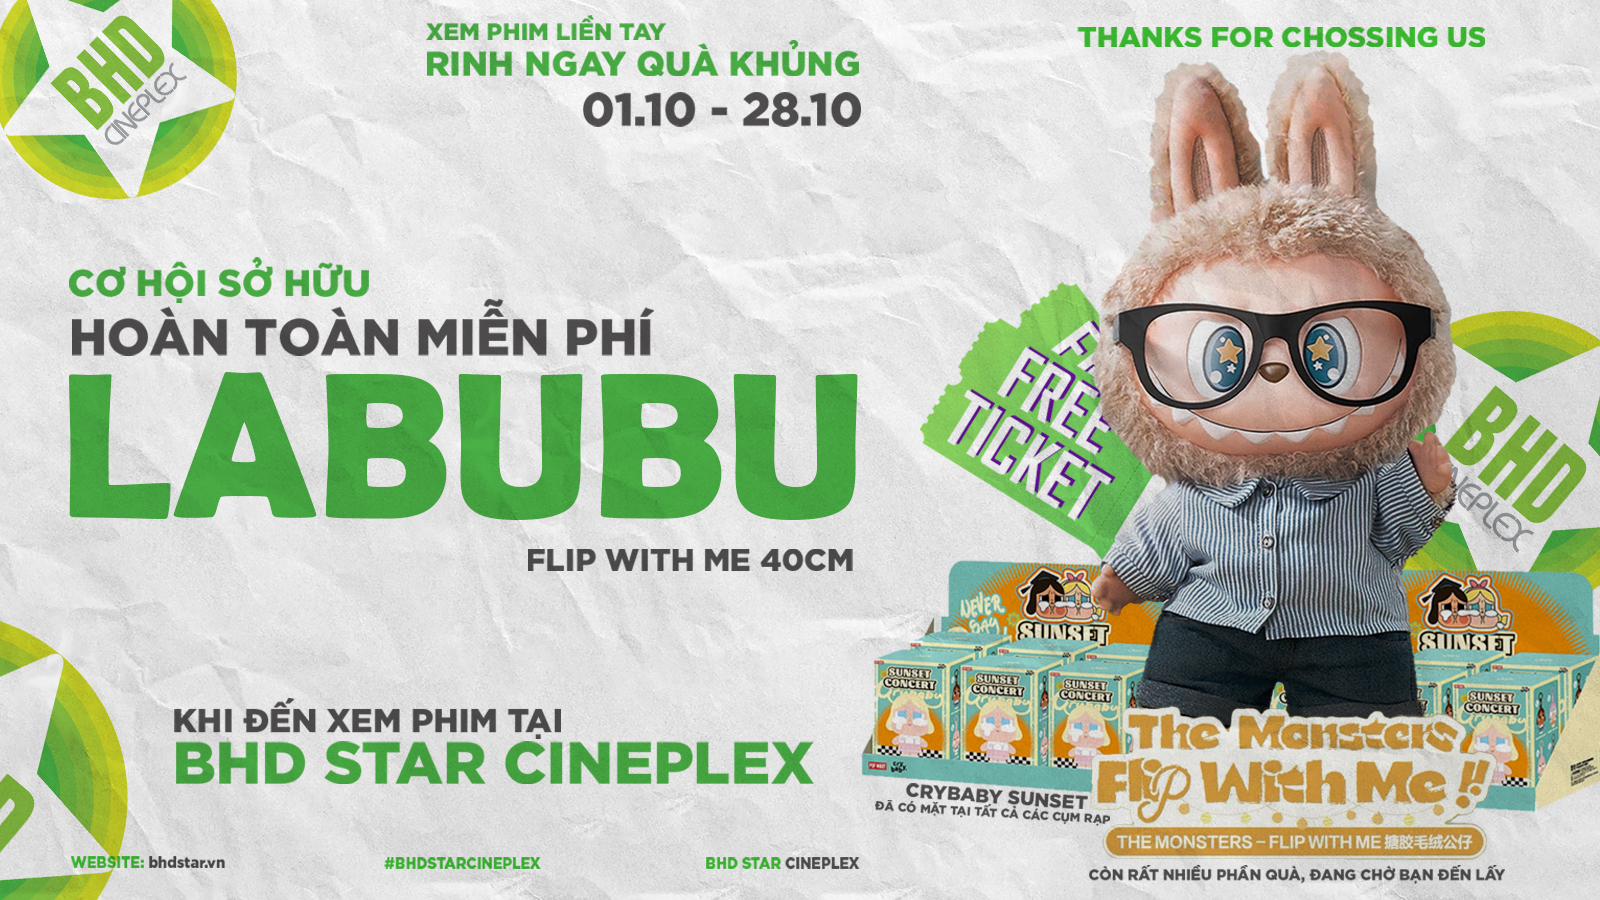 BHD
CINEPLEX
XEM PHIM LIỀN TAY
RINH NGAY QUÀ KHỦNG
01.10 - 28.10
THANKS FOR CHOSSING US
CƠ HỘI SỞ HỮU
HOÀN TOÀN MIỄN PHÍ
LABUBU
FLIP WITH ME 40CM
FREE
TICKET
BHD
NEPLEX
NEVER
SAY
SUNSET
SUNSET
SUNSET
CONCERT
SUNSET
CONCERT
SUNSET
CONCERT
SUNSET
CONCERT
POP MART
CRY
BABY
KHI ĐẾN XEM PHIM TẠI
BHD STAR CINEPLEX
CRYBABY SUNSET
ĐÃ CÓ MẶT TẠI TẤT CẢ CÁC CỤM RẠP
The Monsters
Flip With Me !!
THE MONSTERS – FLIP WITH ME 搪胶毛绒公仔
CÒN RẤT NHIỀU PHẦN QUÀ, ĐANG CHỜ BẠN ĐẾN LẤY
WEBSITE: bhdstar.vn
#BHDSTARCINEPLEX
BHD STAR CINEPLEX